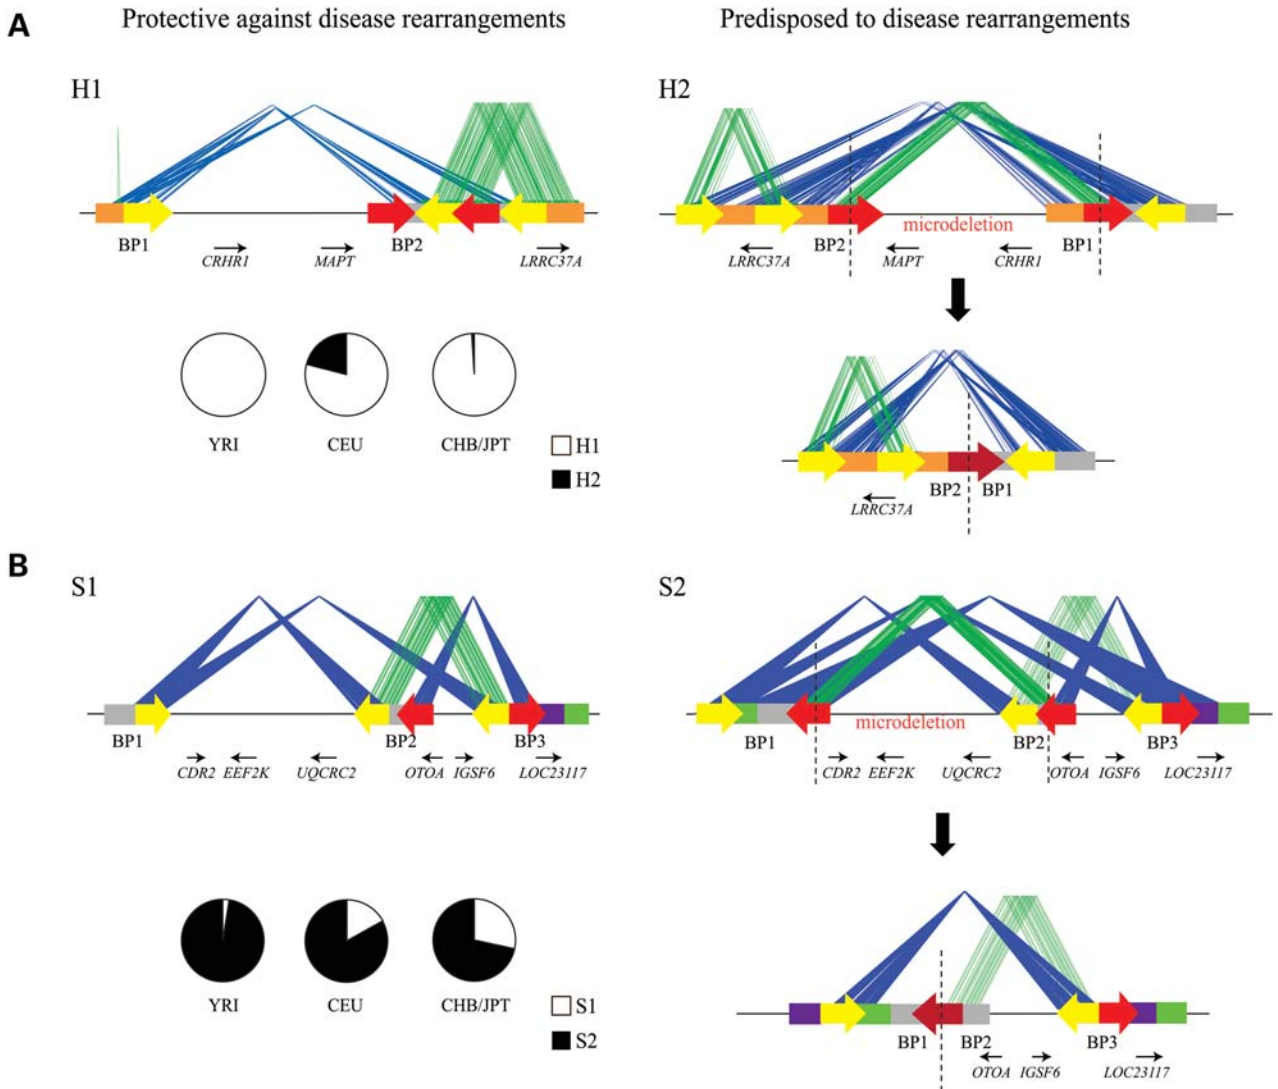 A
Protective against disease rearrangements
Predisposed to disease rearrangements
H1
BP1
BP2
CRHR1
MAPT
LRRC37A
H2
microdeletion
BP2
BP1
LRRC37A
MAPT
CRHR1
YRI
CEU
CHB/JPT
H1
H2
BP2
BP1
LRRC37A
B
S1
BP1
BP2
BP3
CDR2
EEF2K
UQCRC2
OTOA
IGSF6
LOC23117
S2
microdeletion
BP1
BP2
BP3
CDR2
EEF2K
UQCRC2
OTOA
IGSF6
LOC23117
YRI
CEU
CHB/JPT
S1
S2
BP1
BP2
BP3
OTOA
IGSF6
LOC23117